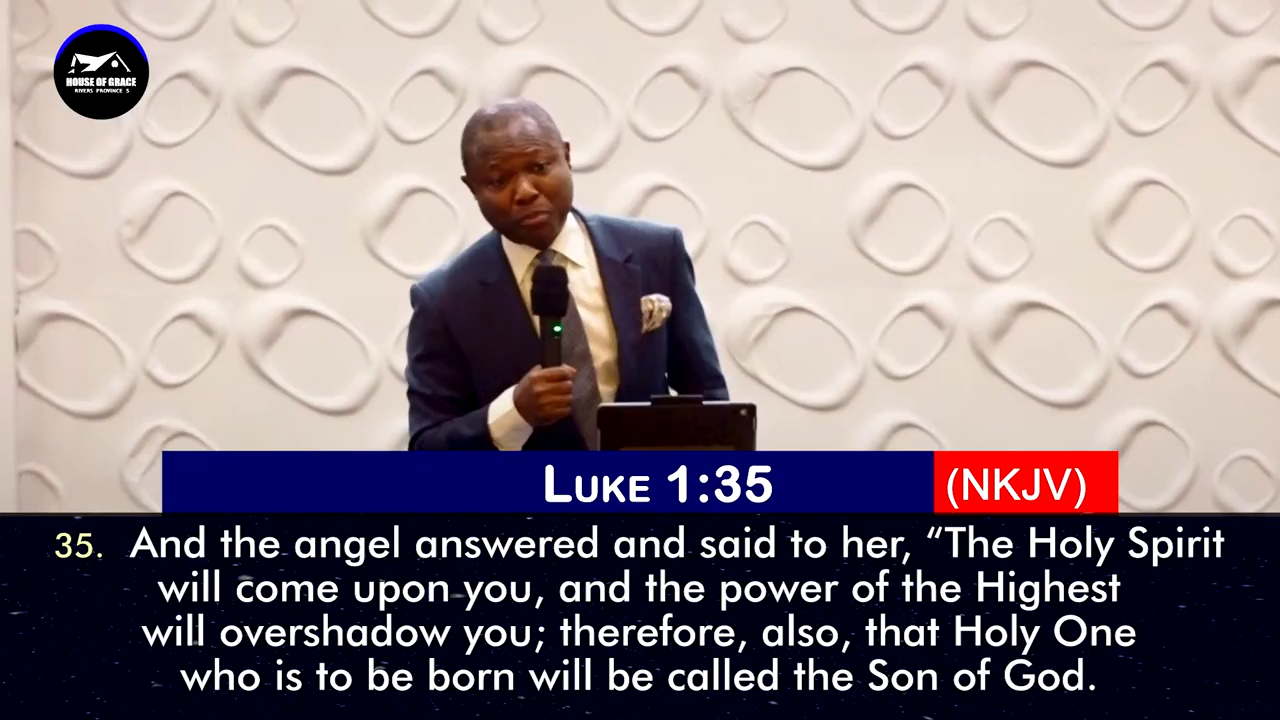 HOUSE OF GRACE
RIVERS PROVINCE 5
LUKE 1:35 (NKJV)
35. And the angel answered and said to her, “The Holy Spirit
will come upon you, and the power of the Highest
will overshadow you; therefore, also, that Holy One
who is to be born will be called the Son of God.